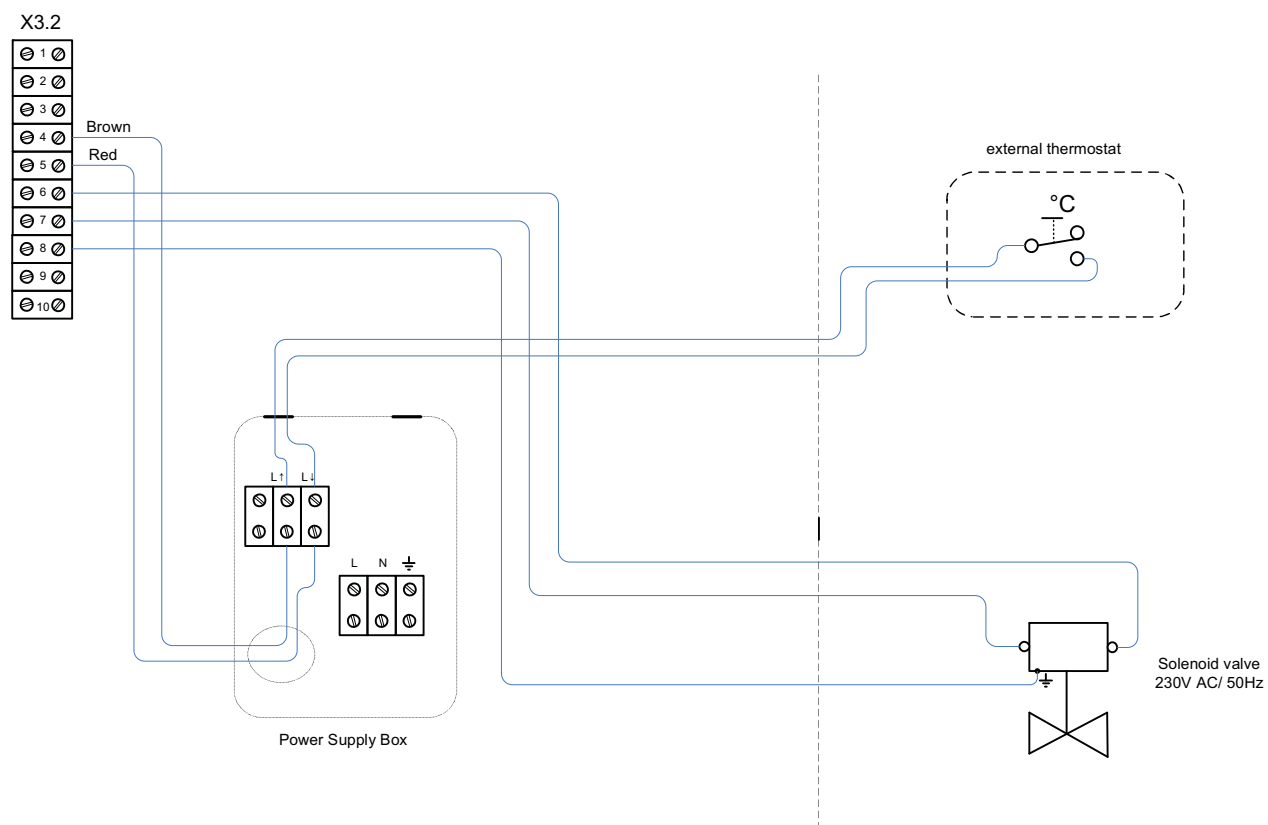 X3.2
1
2
3
4
Brown
5
Red
6
7
8
9
10
external thermostat
°C
L↑ L↓
L N
Power Supply Box
Solenoid valve
230V AC/ 50Hz